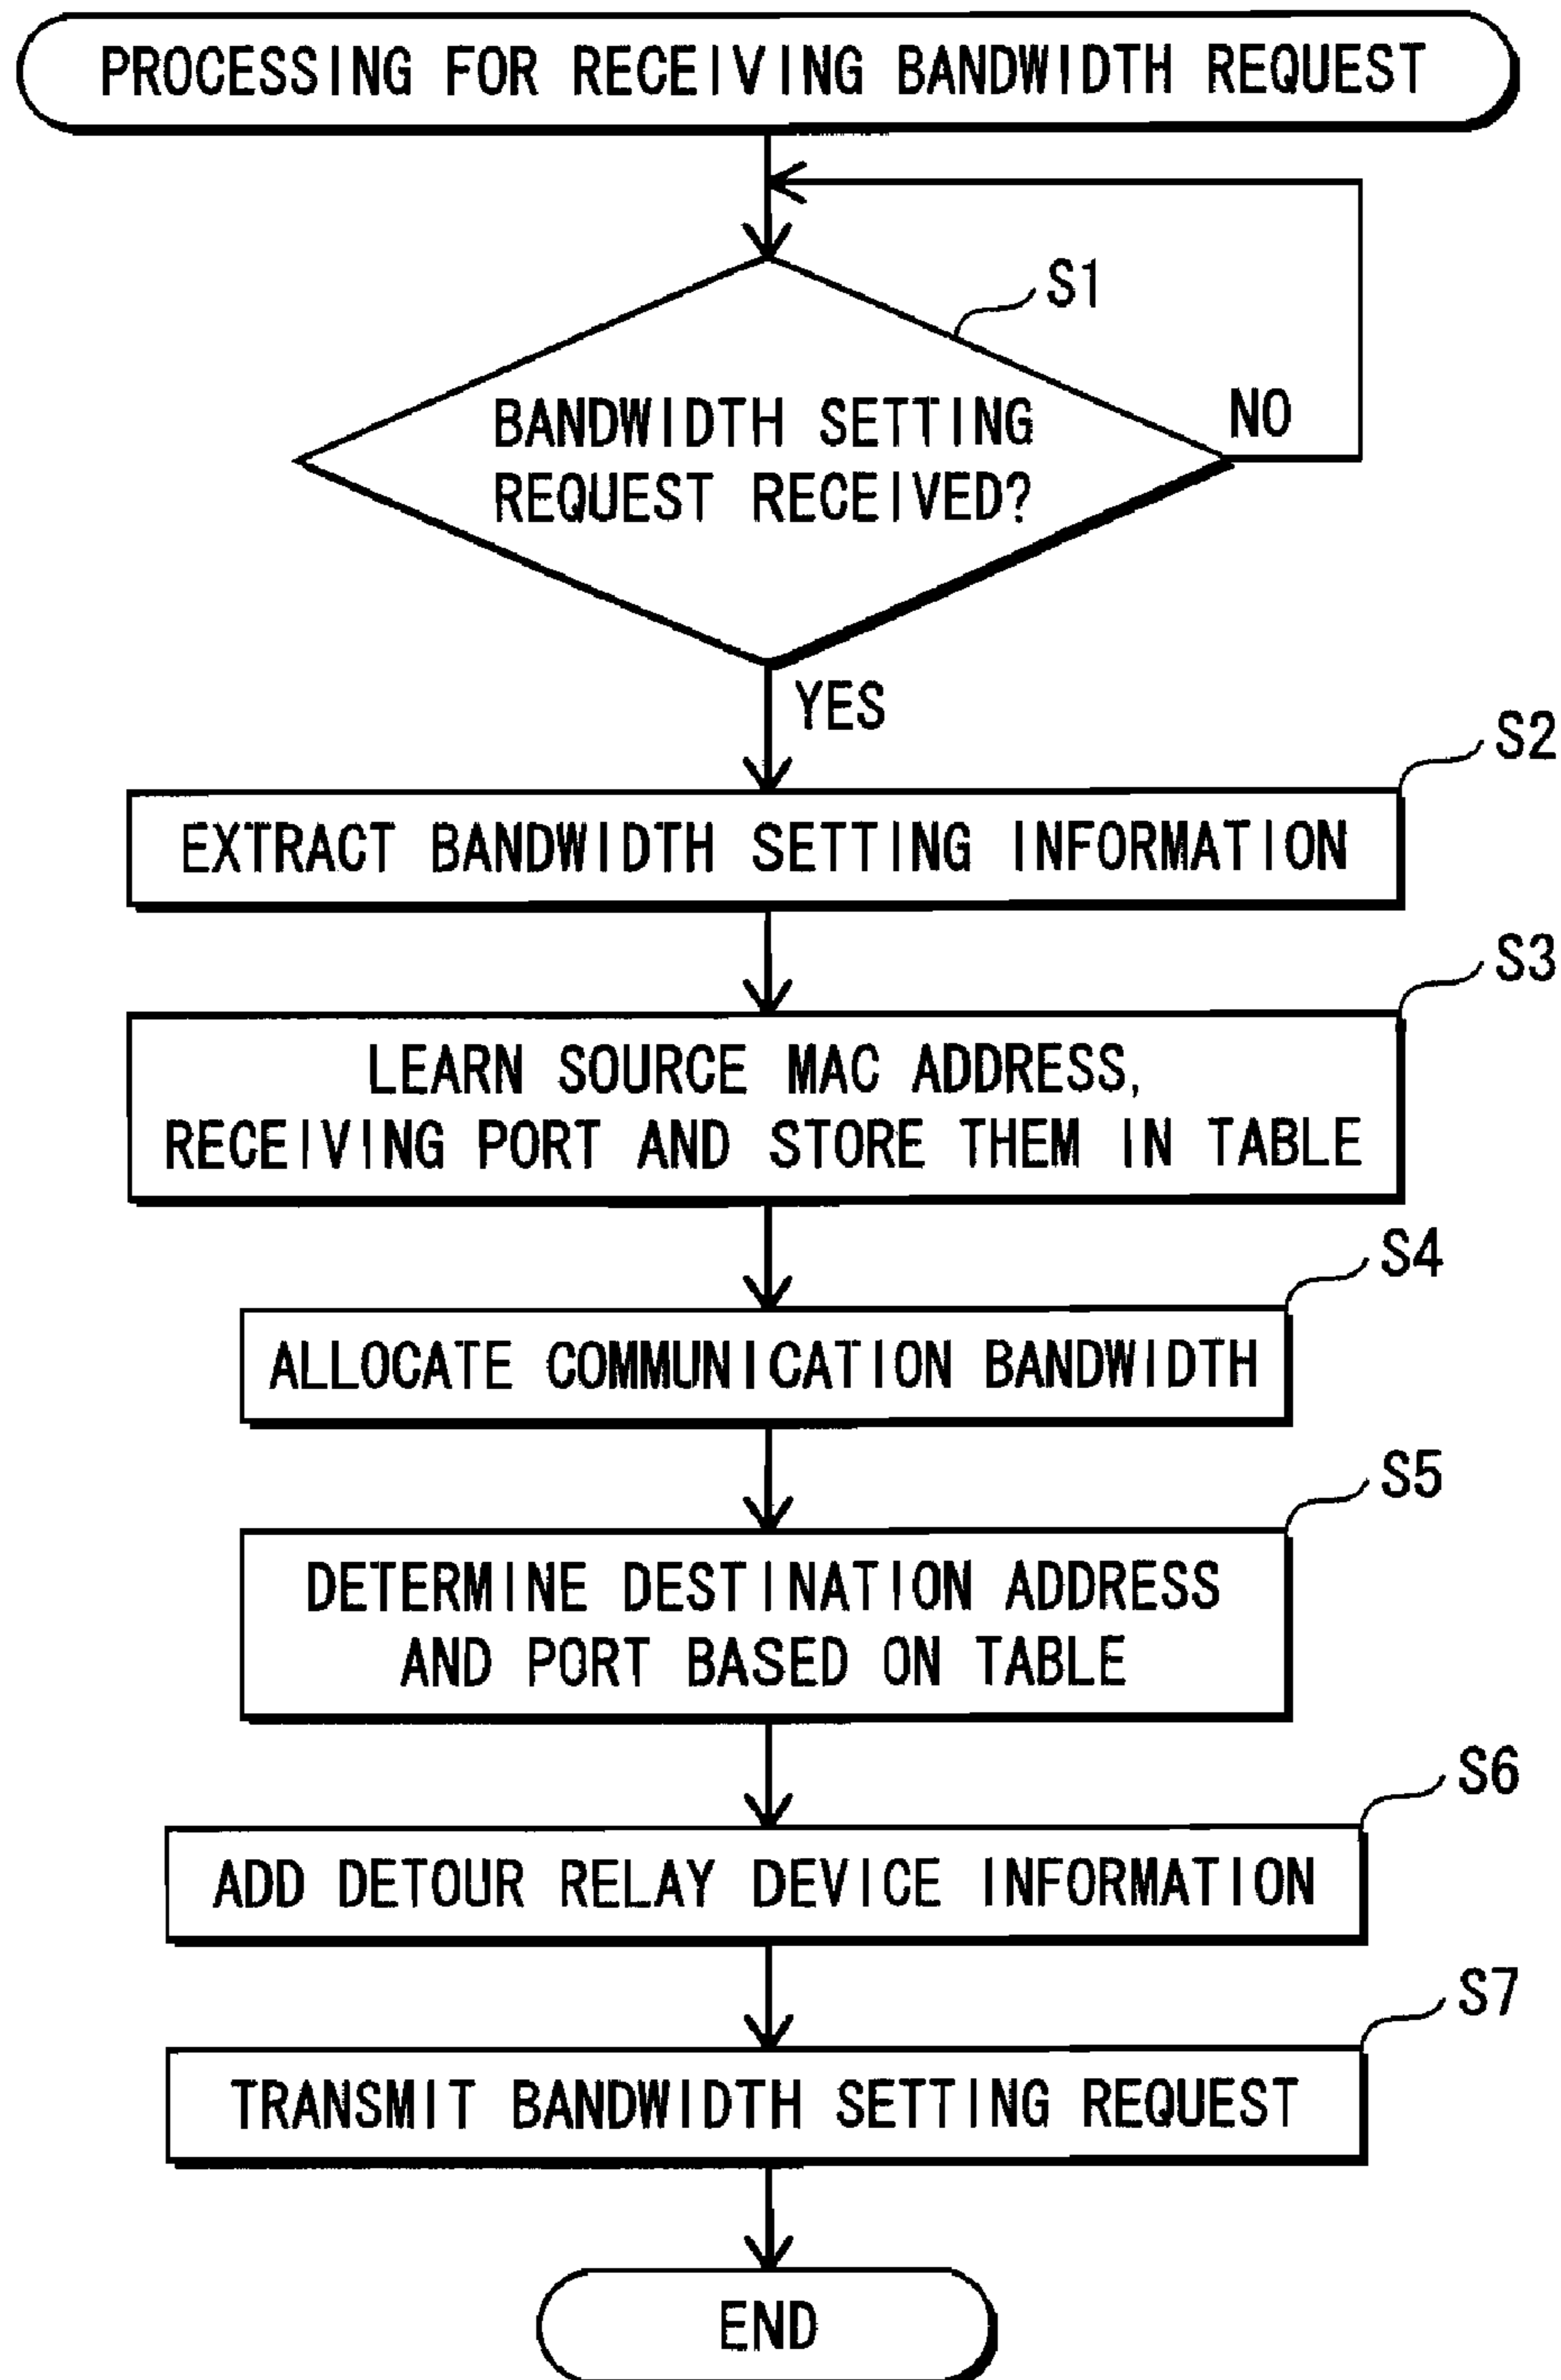 PROCESSING FOR RECEIVING BANDWIDTH REQUEST
S1
BANDWIDTH SETTING
REQUEST RECEIVED?
NO
YES
S2
EXTRACT BANDWIDTH SETTING INFORMATION
S3
LEARN SOURCE MAC ADDRESS,
RECEIVING PORT AND STORE THEM IN TABLE
S4
ALLOCATE COMMUNICATION BANDWIDTH
S5
DETERMINE DESTINATION ADDRESS
AND PORT BASED ON TABLE
S6
ADD DETOUR RELAY DEVICE INFORMATION
S7
TRANSMIT BANDWIDTH SETTING REQUEST
END